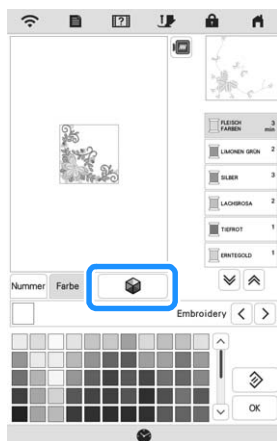 FLEISCH FARBEN 3 min
LIMONEN GRÜN 2
SILBER 3
LACHSROSA 2
TIEFROT 1
ERNTEGOLD 1
Nummer Farbe
Embroidery
OK